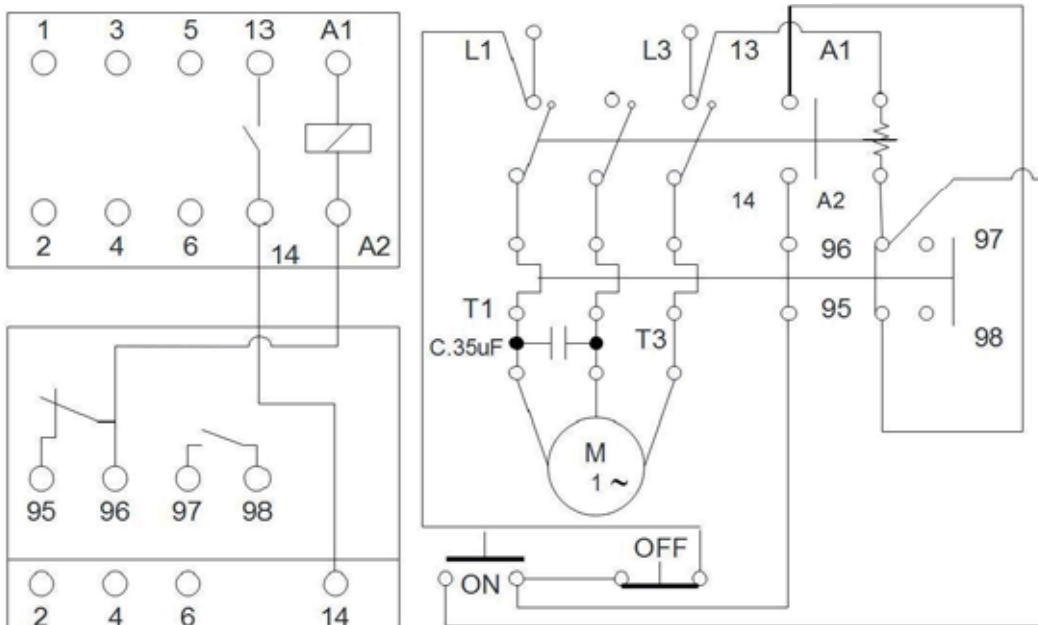 1 3 5 13 A1
2 4 6 14 A2
95 96 97 98
2 4 6 14
L1 L3 13 A1
14 A2
96 97
T1 95
C.35uF T3 98
M
1 ~
OFF
ON